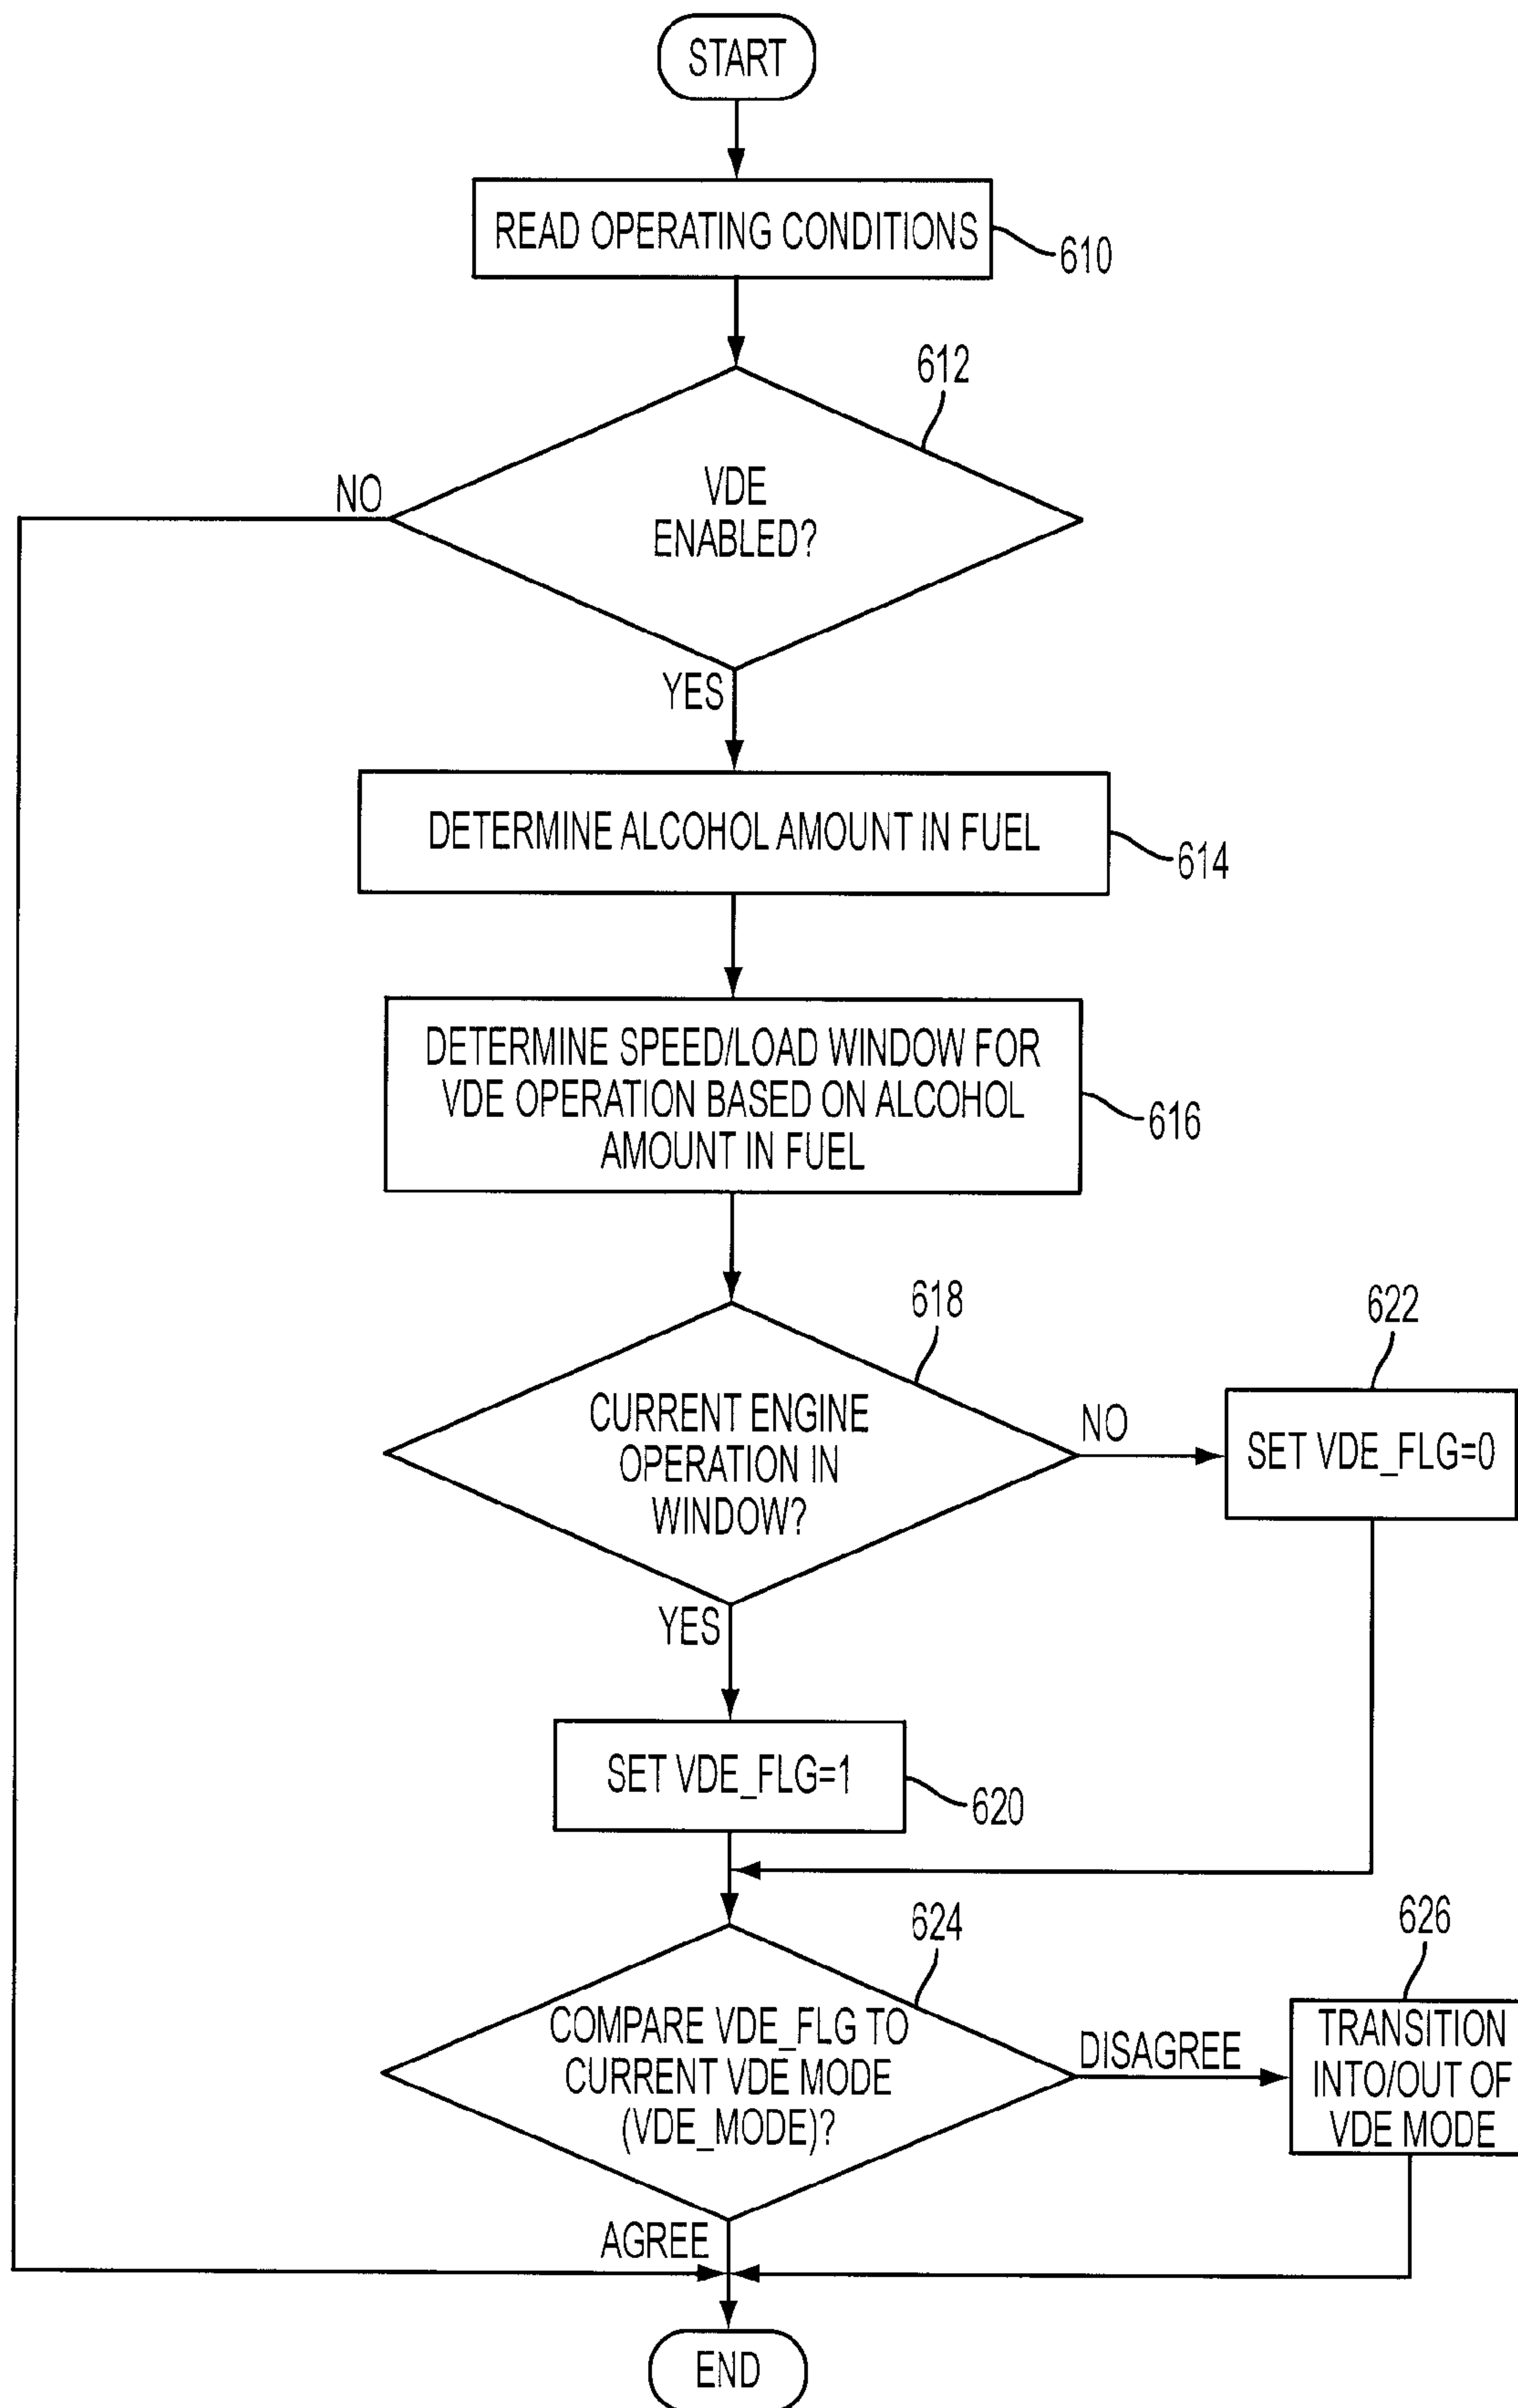 START
READ OPERATING CONDITIONS
610
612
VDE
ENABLED?
NO
YES
DETERMINE ALCOHOL AMOUNT IN FUEL
614
DETERMINE SPEED/LOAD WINDOW FOR
VDE OPERATION BASED ON ALCOHOL
AMOUNT IN FUEL
616
618
CURRENT ENGINE
OPERATION IN
WINDOW?
NO
622
SET VDE_FLG=0
YES
SET VDE_FLG=1
620
624
COMPARE VDE_FLG TO
CURRENT VDE MODE
(VDE_MODE)?
DISAGREE
626
TRANSITION
INTO/OUT OF
VDE MODE
AGREE
END